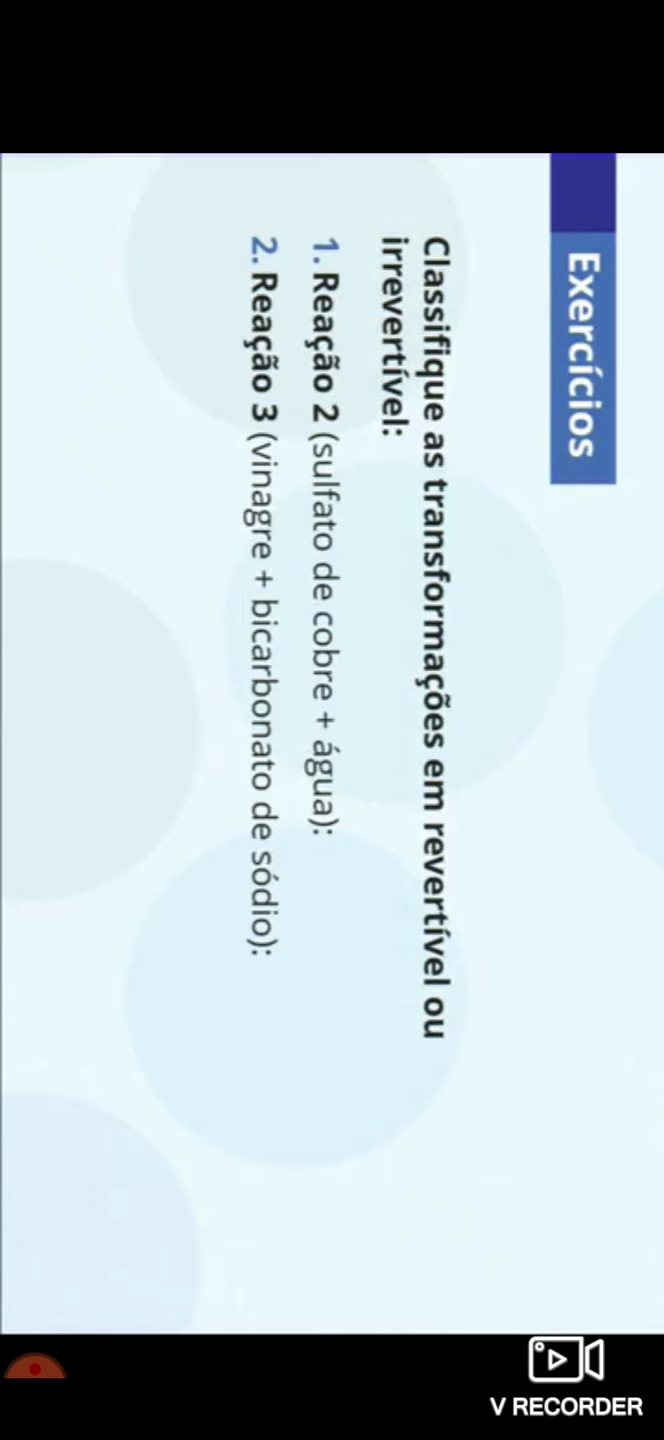 Exercícios
Classifique as transformações em revertível ou
irrevertível:
1. Reação 2 (sulfato de cobre + água):
2. Reação 3 (vinagre + bicarbonato de sódio):
V RECORDER